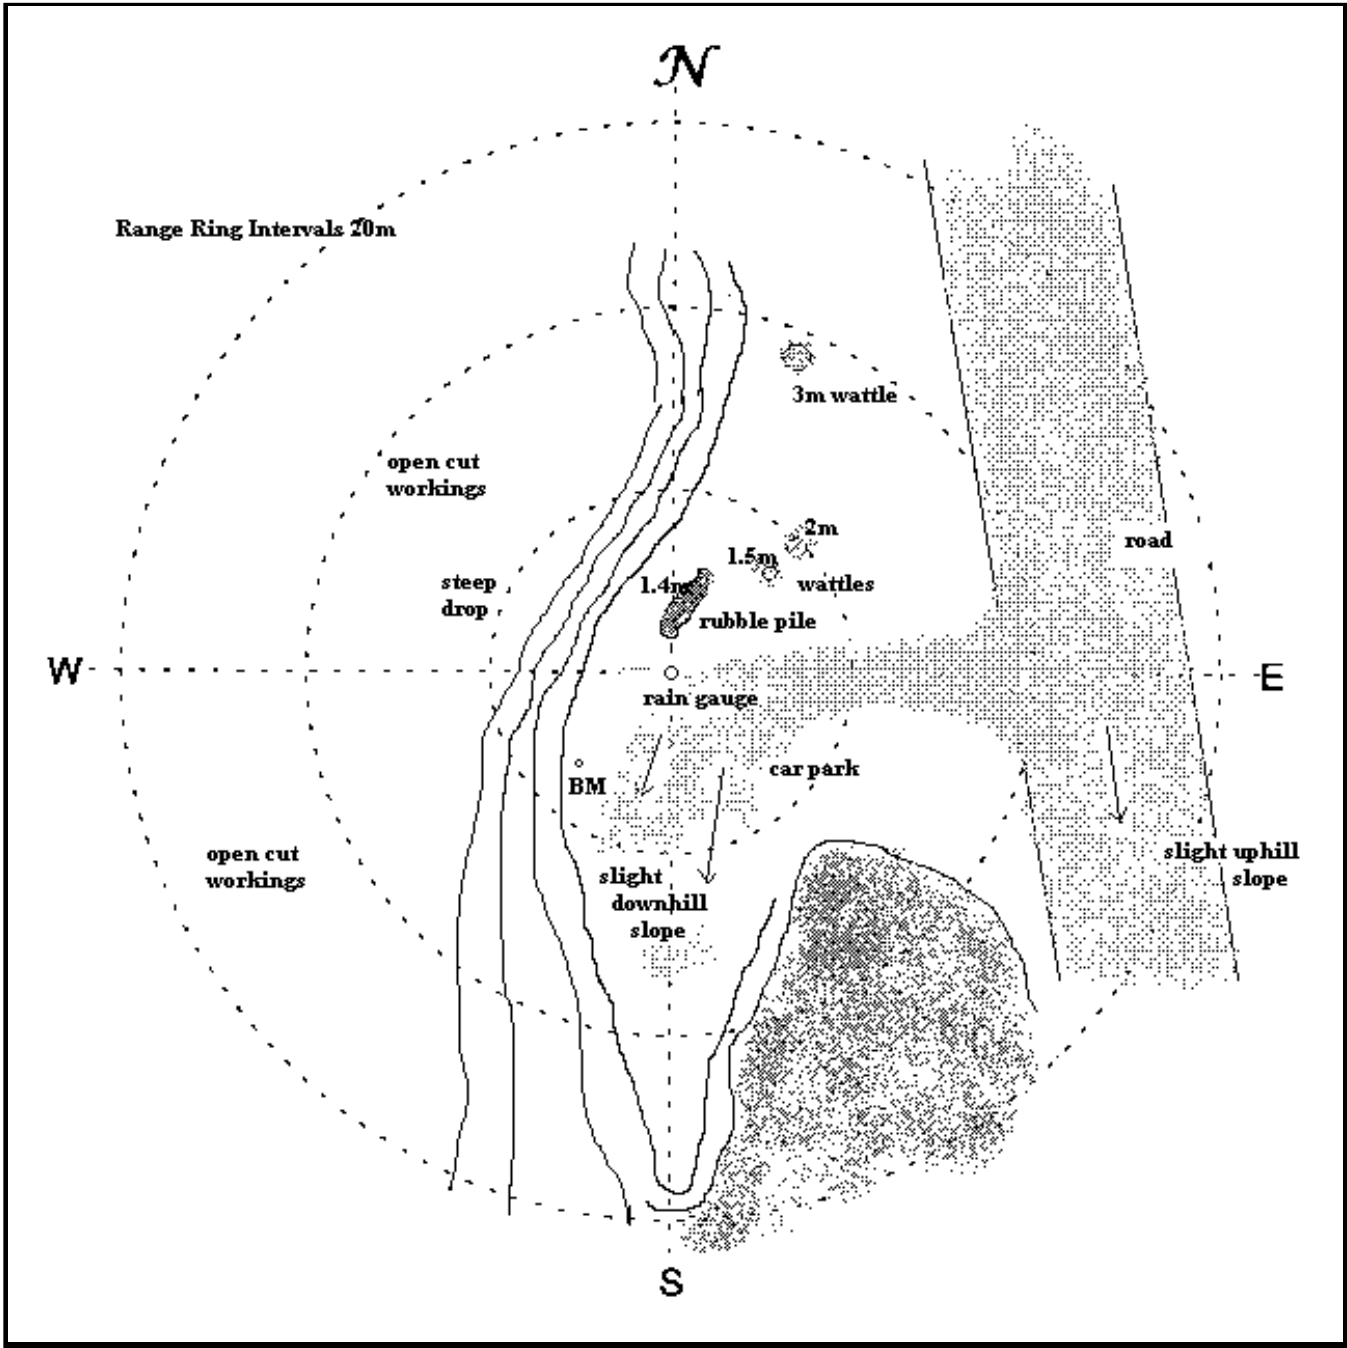 N
Range Ring Intervals 20m
3m wattle
open cut
workings
2m
road
1.5m
steep
drop
1.4m
wattles
rubble pile
W
E
rain gauge
car park
BM
open cut
workings
slight uphill
slope
slight
downhill
slope
S